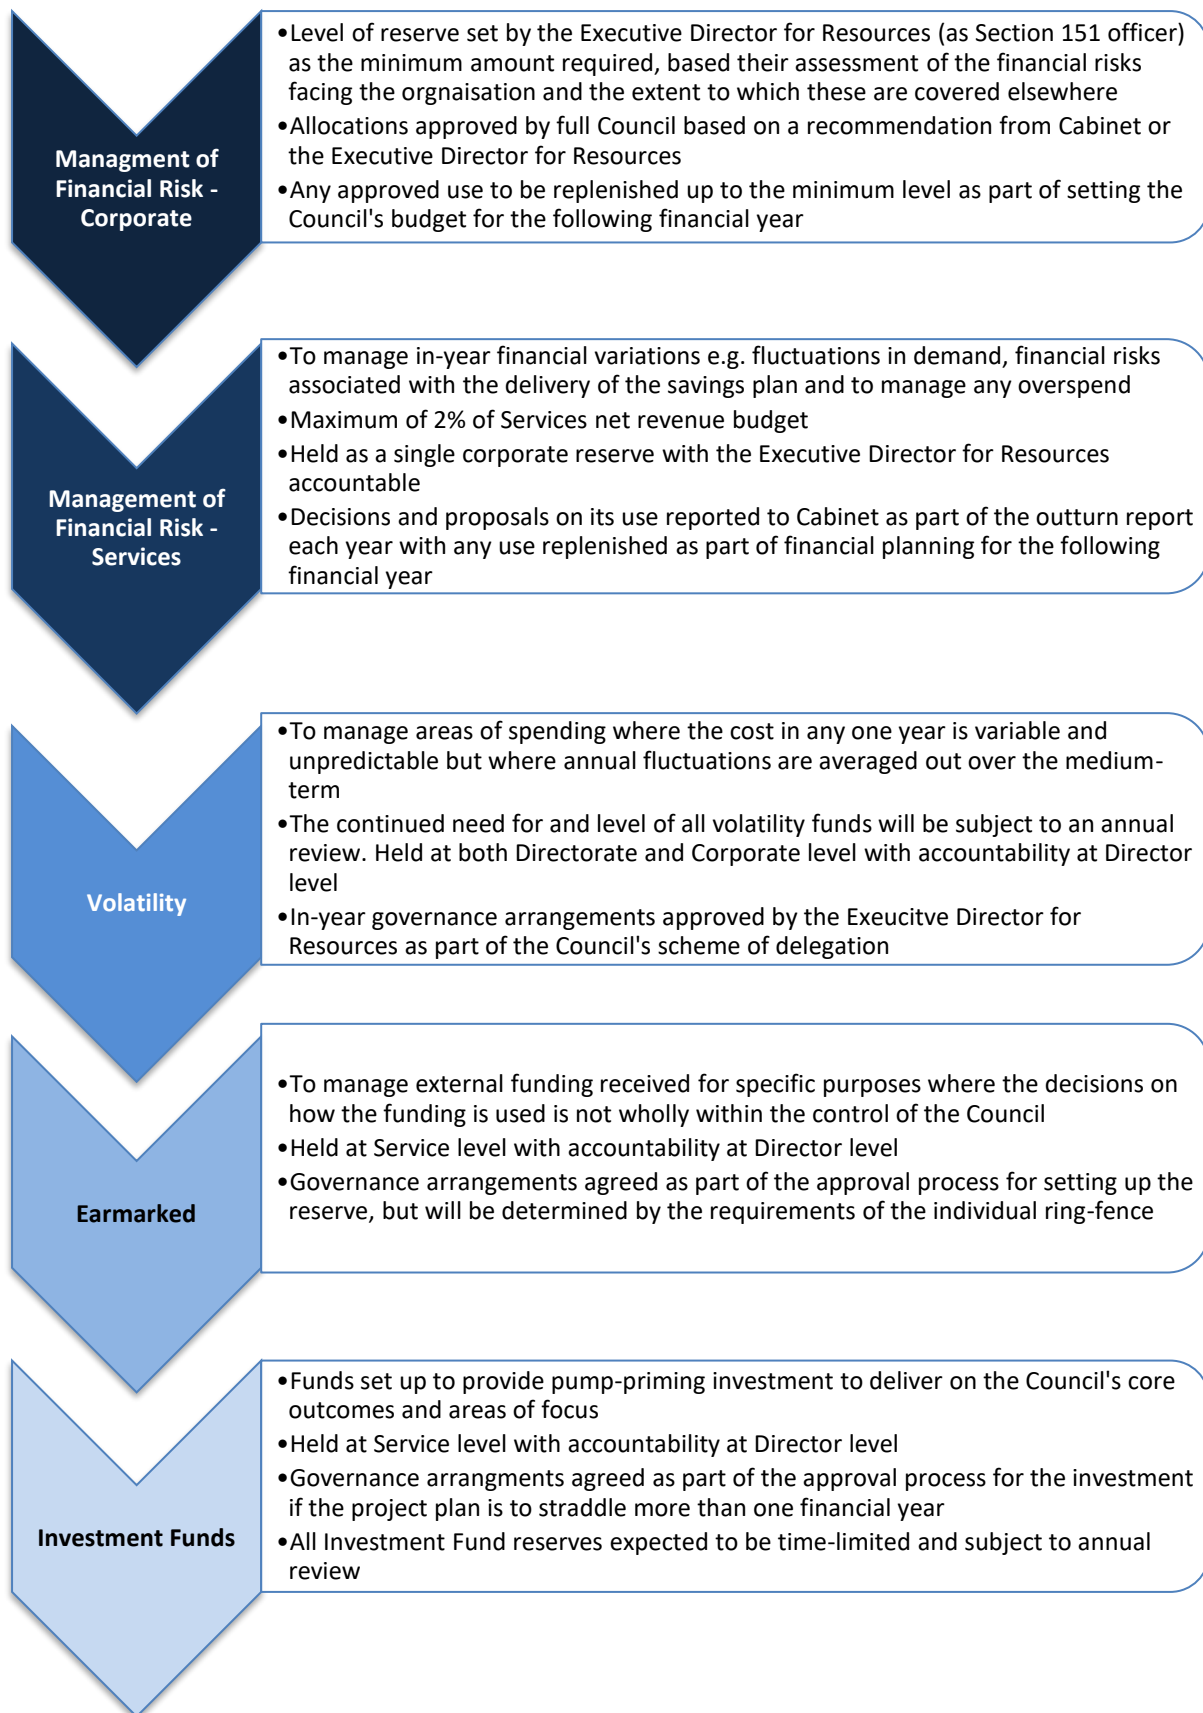 Managment of
Financial Risk -
Corporate
•Level of reserve set by the Executive Director for Resources (as Section 151 officer)
as the minimum amount required, based their assessment of the financial risks
facing the orgnaisation and the extent to which these are covered elsewhere
•Allocations approved by full Council based on a recommendation from Cabinet or
the Executive Director for Resources
•Any approved use to be replenished up to the minimum level as part of setting the
Council's budget for the following financial year
Management of
Financial Risk -
Services
•To manage in-year financial variations e.g. fluctuations in demand, financial risks
associated with the delivery of the savings plan and to manage any overspend
•Maximum of 2% of Services net revenue budget
•Held as a single corporate reserve with the Executive Director for Resources
accountable
•Decisions and proposals on its use reported to Cabinet as part of the outturn report
each year with any use replenished as part of financial planning for the following
financial year
Volatility
•To manage areas of spending where the cost in any one year is variable and
unpredictable but where annual fluctuations are averaged out over the medium-
term
•The continued need for and level of all volatility funds will be subject to an annual
review. Held at both Directorate and Corporate level with accountability at Director
level
•In-year governance arrangements approved by the Exeucitve Director for
Resources as part of the Council's scheme of delegation
Earmarked
•To manage external funding received for specific purposes where the decisions on
how the funding is used is not wholly within the control of the Council
•Held at Service level with accountability at Director level
•Governance arrangements agreed as part of the approval process for setting up the
reserve, but will be determined by the requirements of the individual ring-fence
Investment Funds
•Funds set up to provide pump-priming investment to deliver on the Council's core
outcomes and areas of focus
•Held at Service level with accountability at Director level
•Governance arrangments agreed as part of the approval process for the investment
if the project plan is to straddle more than one financial year
•All Investment Fund reserves expected to be time-limited and subject to annual
review